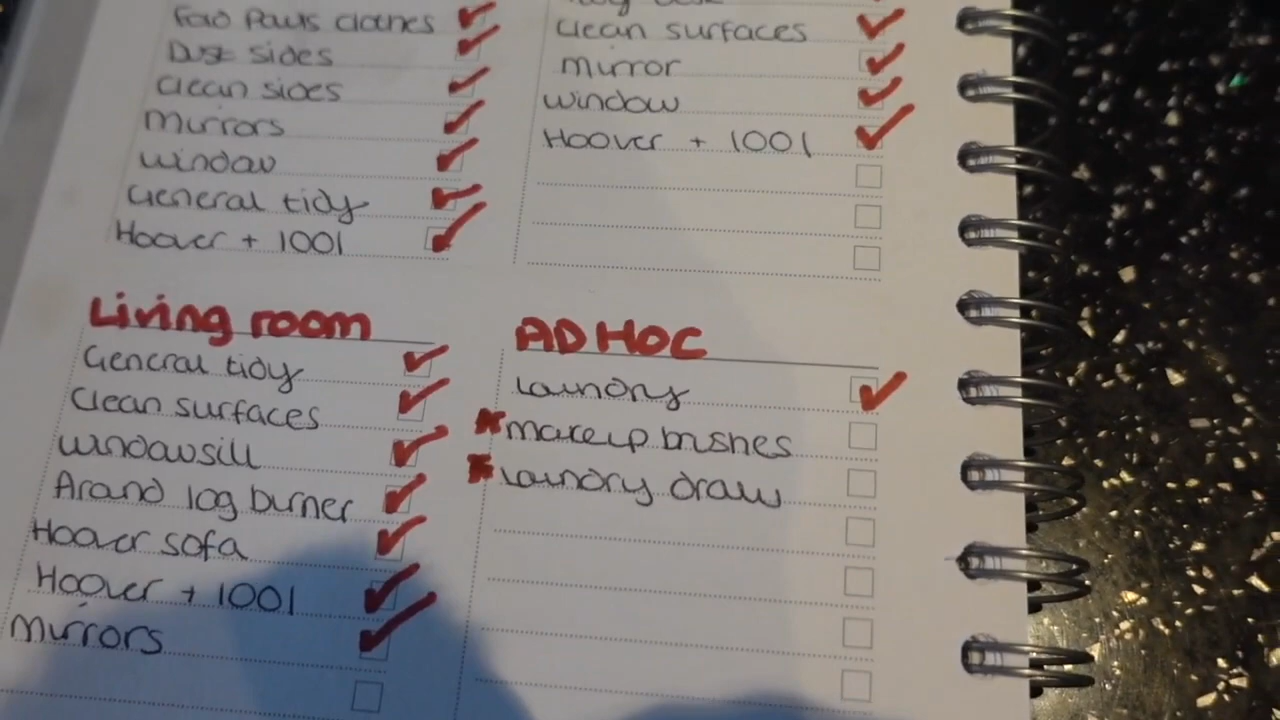 Fold Pauls clothes
Dust sides
Clean sides
Mirrors
Window
General tidy
Hoover + 1001
Clean surfaces
Mirror
Window
Hoover + 1001
Living room
General tidy
Clean surfaces
Windowsill
Around log burner
Hoover sofa
Hoover + 1001
Mirrors
AD HOC
Laundry
Makeup brushes
Laundry draw